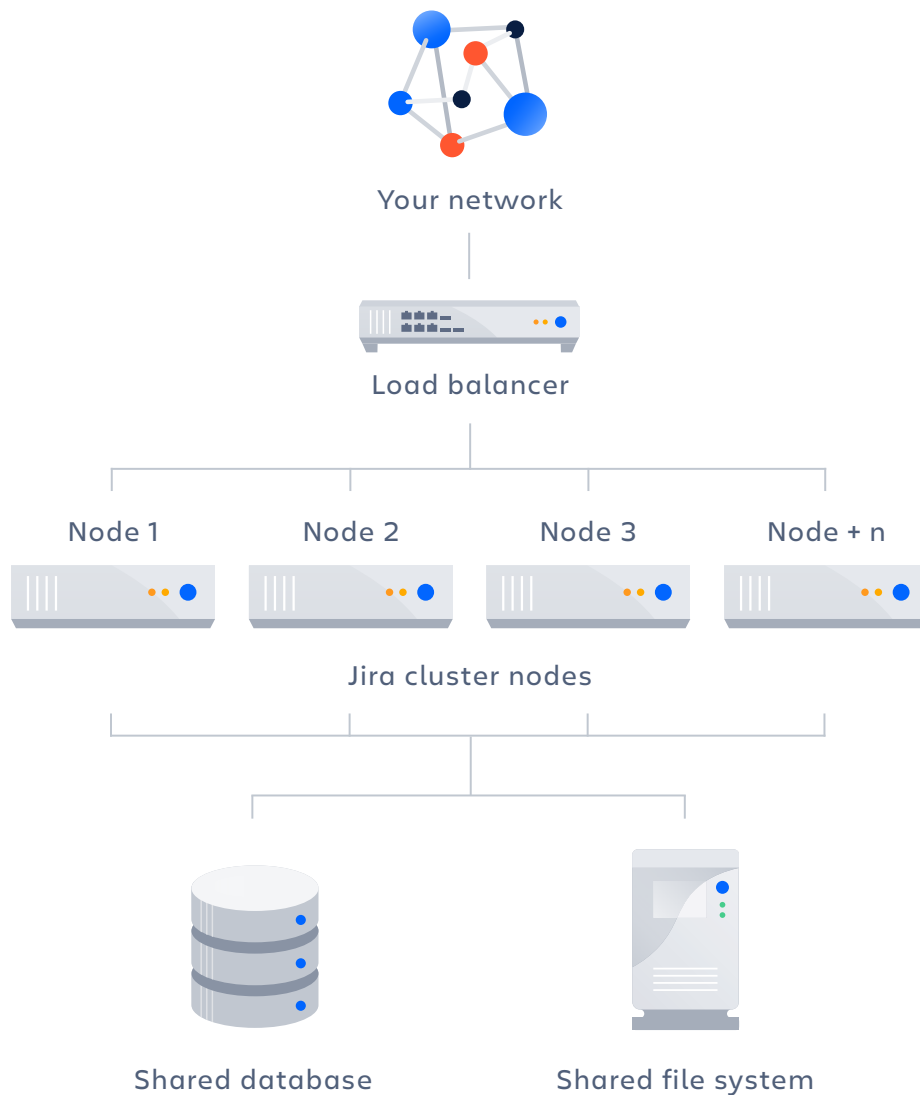 Your network
Load balancer
Node 1
Node 2
Node 3
Node + n
Jira cluster nodes
Shared database
Shared file system